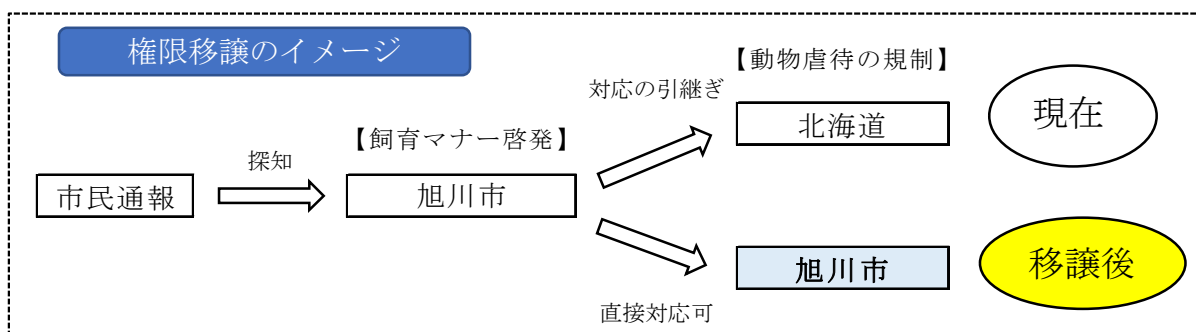 権限移譲のイメージ
【動物虐待の規制】
対応の引継ぎ
北海道
現在
【飼育マナー啓発】
探知
市民通報
旭川市
旭川市
移譲後
直接対応可